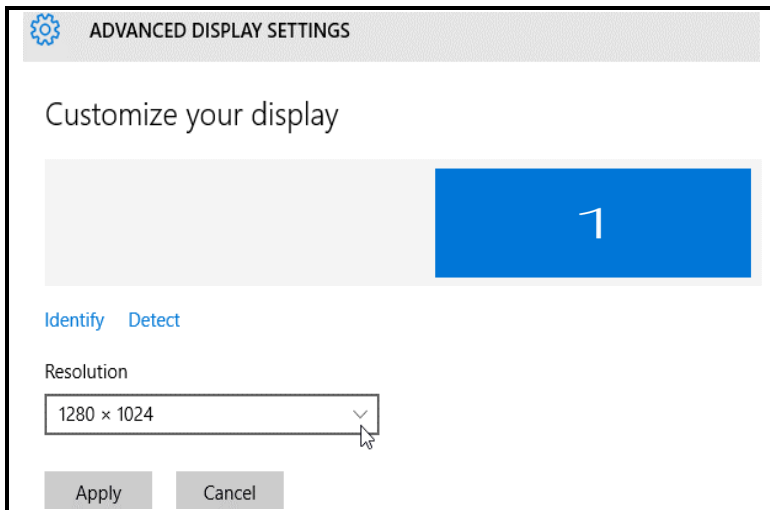 ADVANCED DISPLAY SETTINGS
Customize your display
1
Identify Detect
Resolution
1280 × 1024
Apply Cancel